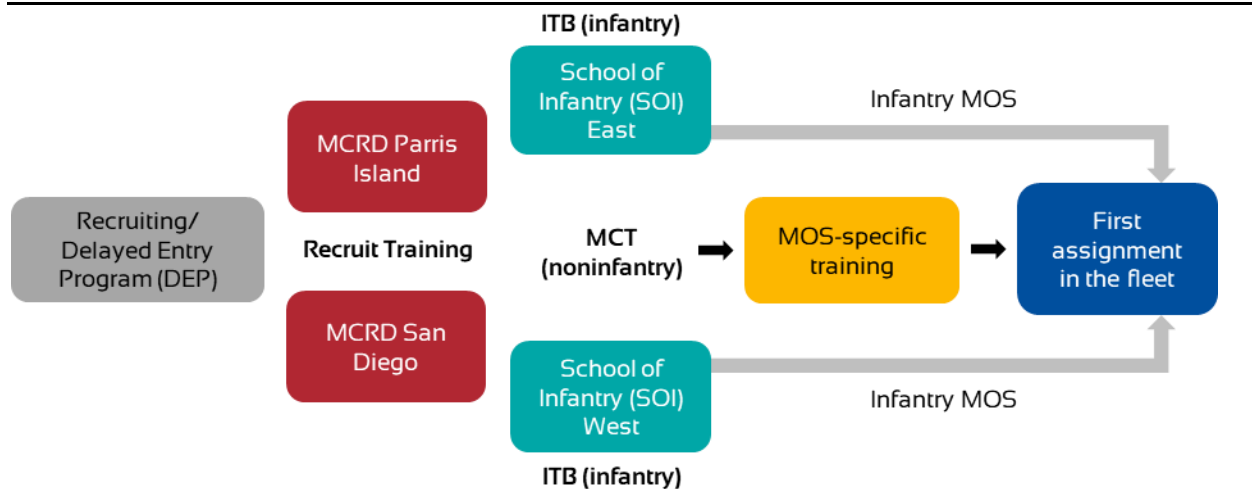 ITB (infantry)
School of
Infantry (SOI)
East
Infantry MOS
MCRD Parris
Island
Recruiting/
Delayed Entry
Program (DEP)
Recruit Training
MCT
(noninfantry)
MOS-specific
training
First
assignment
in the fleet
MCRD San
Diego
School of
Infantry (SOI)
West
Infantry MOS
ITB (infantry)